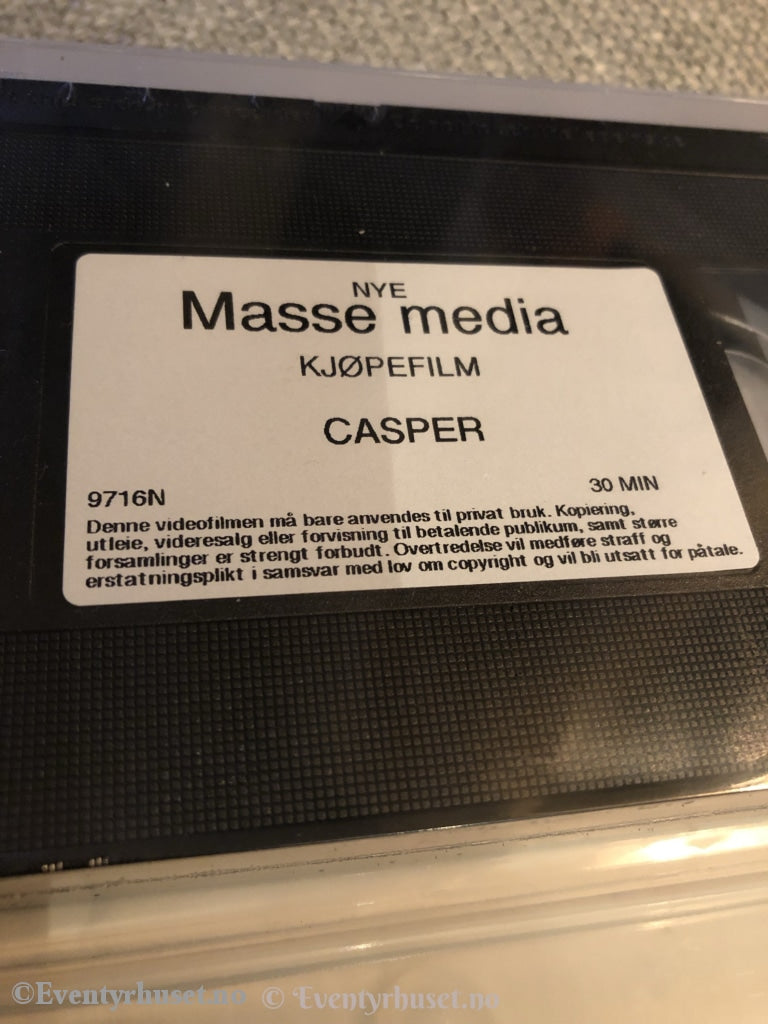 NYE
Masse media
KJØPEFILM
CASPER
9716N 30 MIN
Denne videofilmen må bare anvendes til privat bruk. Kopiering,
utleie, videresalg eller forvisning til betalende publikum, samt større
forsamlinger er strengt forbudt. Overtredelse vil medføre straff og
erstatningsplikt i samsvar med lov om copyright og vil bli utsatt for påtale.
©Eventyrhuset.no © Eventyrhuset.no